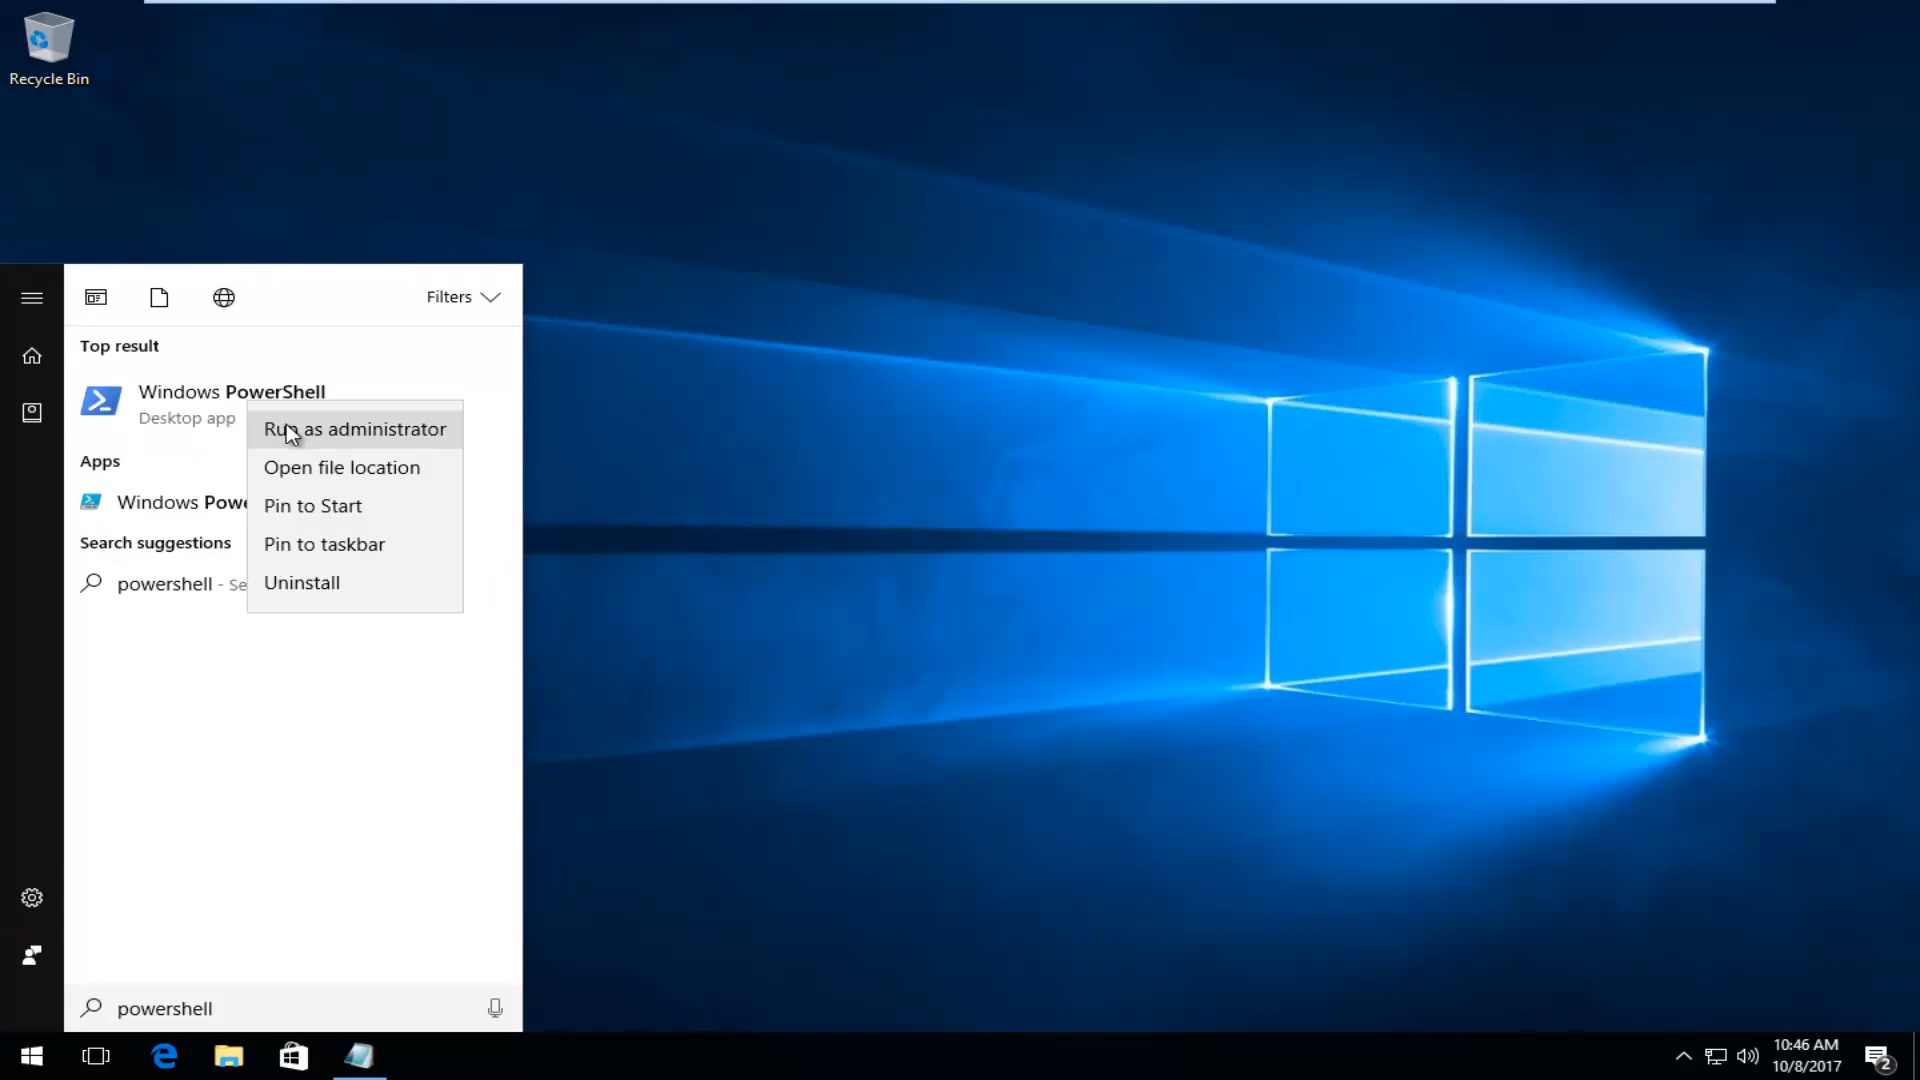 Recycle Bin
Filters
Top result
Windows PowerShell
Desktop app
Run as administrator
Apps
Open file location
Windows Powe
Pin to Start
Search suggestions
Pin to taskbar
powershell - Se
Uninstall
powershell
10:46 AM
10/8/2017
2